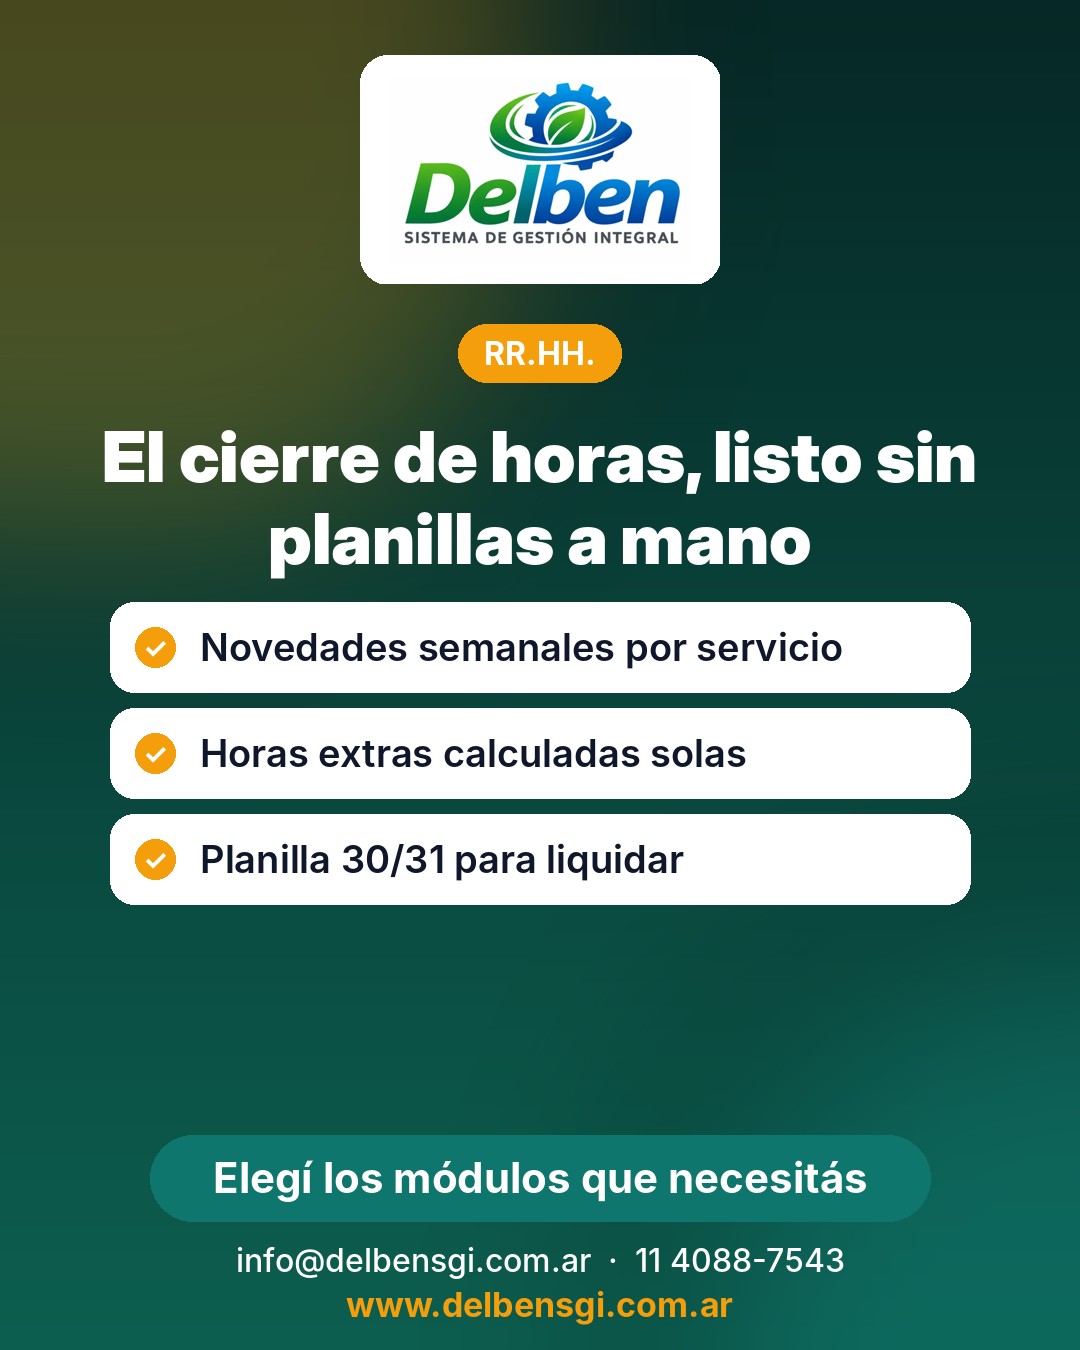 Delben
SISTEMA DE GESTIÓN INTEGRAL
RR.HH.
El cierre de horas, listo sin
planillas a mano
Novedades semanales por servicio
Horas extras calculadas solas
Planilla 30/31 para liquidar
Elegí los módulos que necesitás
info@delbensgi.com.ar · 11 4088-7543
www.delbensgi.com.ar